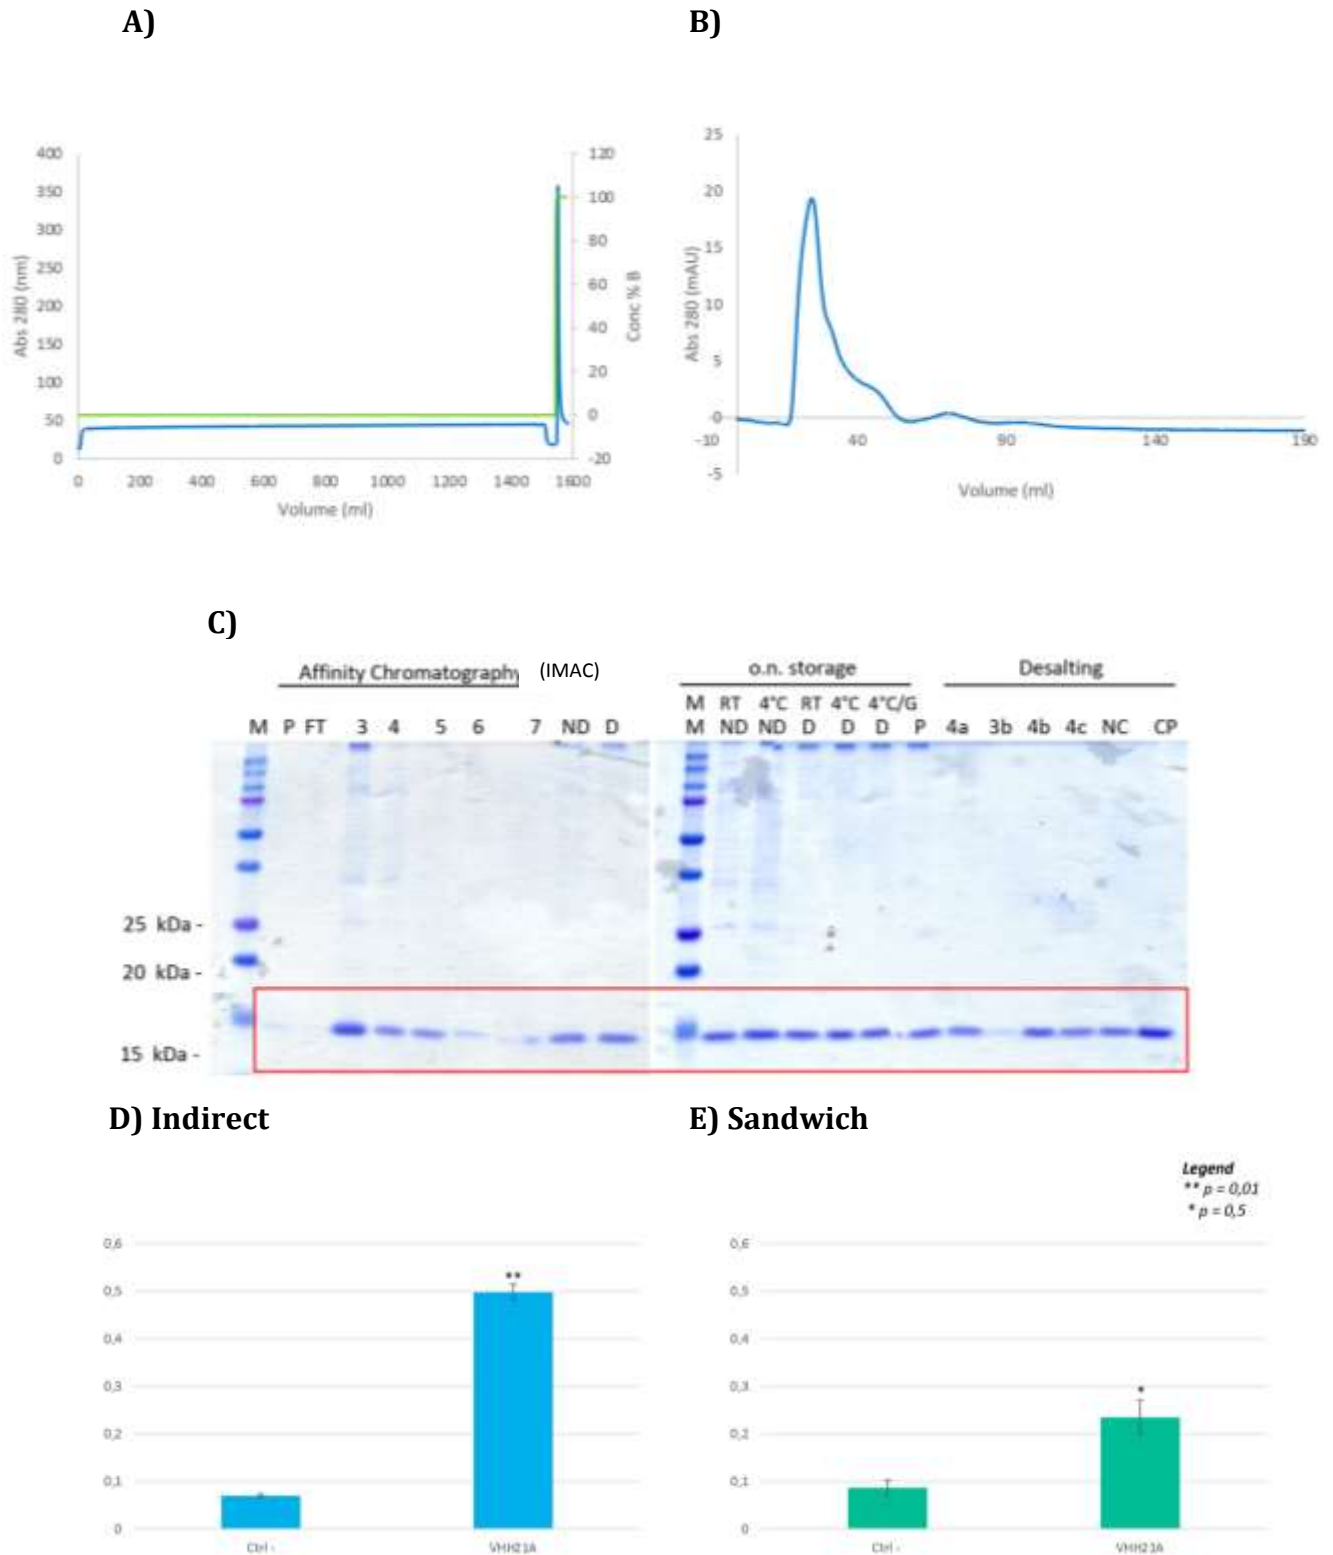 A)
B)
400
350
300
250
200
150
100
50
0
Abs 280 (nm)
120
100
80
60
40
20
0
-20
Conc % B
0 200 400 600 800 1000 1200 1400 1600
Volume (ml)
25
20
15
10
5
0
-5
Abs 280 (mAU)
-10 40 90 140 190
Volume (ml)
C)
Affinity Chromatography (IMAC)
o.n. storage
Desalting
M RT 4°C RT 4°C 4°C/G
M P FT 3 4 5 6 7 ND D
M ND ND D D D P 4a 3b 4b 4c NC CP
25 kDa -
20 kDa -
15 kDa -
D) Indirect
E) Sandwich
Legend
** p = 0,01
* p = 0,5
0,6
0,5
0,4
0,3
0,2
0,1
0
**
Ctrl - VHH21A
0,6
0,5
0,4
0,3
0,2
0,1
0
*
Ctrl - VHH21A